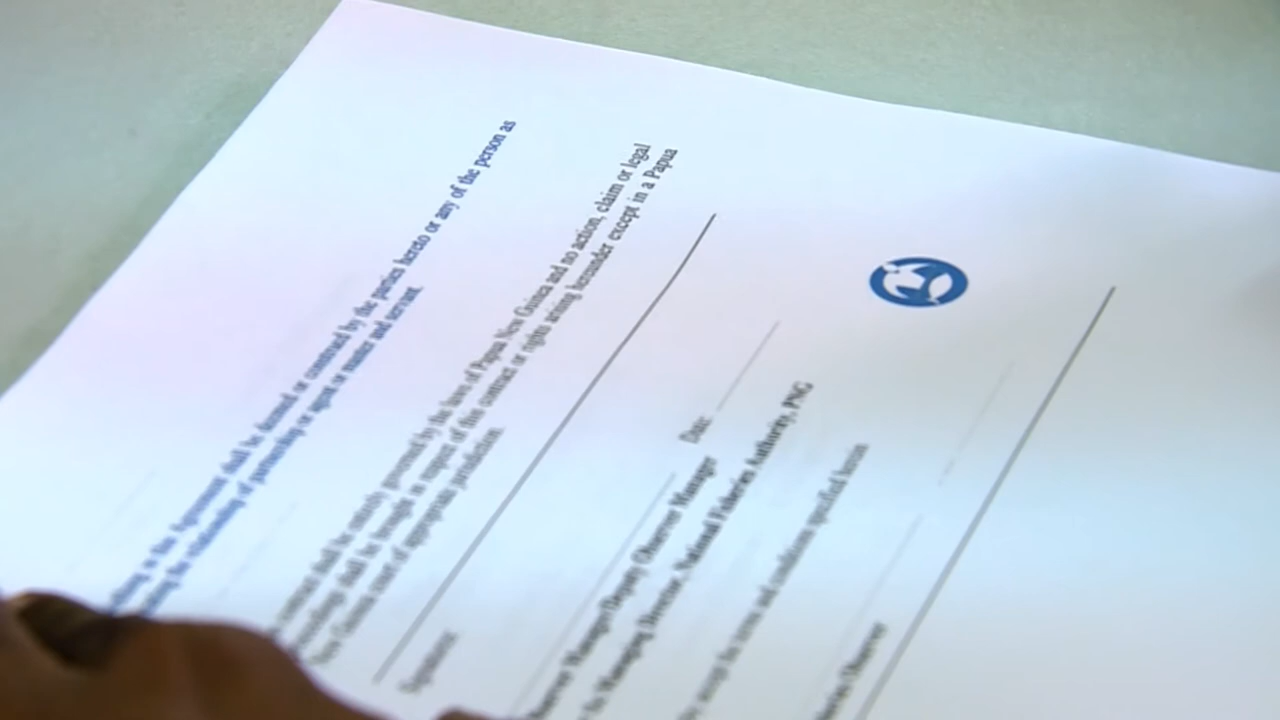 in this Agreement shall be deemed or construed by the parties hereto or any of the person as
the relationship of partnership or agent or master and servant.
contract shall be entirely governed by the laws of Papua New Guinea and no action, claim or legal
proceedings shall be brought in respect of this contract or rights arising hereunder except in a Papua
New Guinea court of appropriate jurisdiction.
Signature:
Date:
Observer Manager/Deputy Observer Manager
Managing Director, National Fisheries Authority, PNG
accept the terms and conditions specified herein
Observer